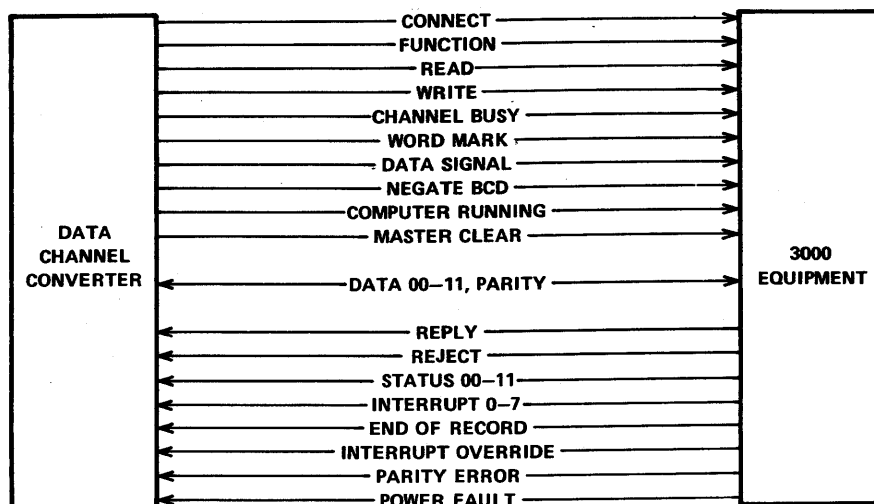 CONNECT
FUNCTION
READ
WRITE
CHANNEL BUSY
WORD MARK
DATA SIGNAL
NEGATE BCD
COMPUTER RUNNING
MASTER CLEAR
DATA
CHANNEL
CONVERTER
3000
EQUIPMENT
DATA 00–11, PARITY
REPLY
REJECT
STATUS 00–11
INTERRUPT 0-7
END OF RECORD
INTERRUPT OVERRIDE
PARITY ERROR
POWER FAULT